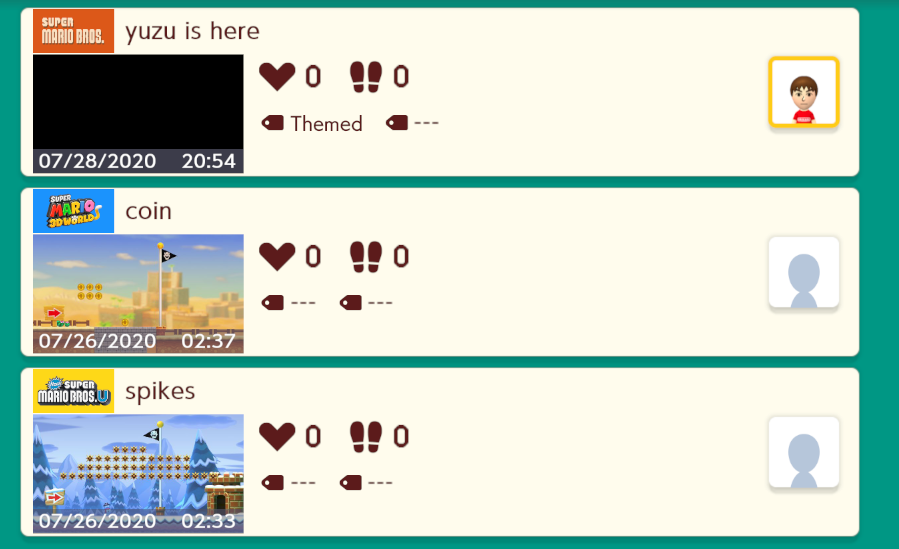 SUPER
MARIO BROS.
yuzu is here
0 0
Themed ---
07/28/2020 20:54
SUPER
MARIO
3D WORLD
coin
0 0
--- ---
07/26/2020 02:37
New SUPER
MARIO BROS. U
spikes
0 0
--- ---
07/26/2020 02:33